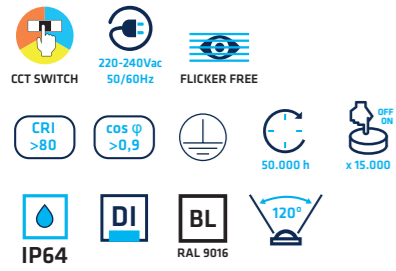 CCT SWITCH
220-240Vac
50/60Hz
FLICKER FREE
CRI
>80
cos φ
>0,9
50.000 h
OFF
ON
x 15.000
IP64
DI
BL
RAL 9016
120°